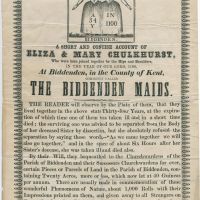 A 34 Y
IN 1100
BIDDENDEN.
A SHORT AND CONCISE ACCOUNT OF
ELIZA & MARY CHULKHURST,
Who were born joined together by the Hips and Shoulders,
IN THE YEAR OF OUR LORD, 1100,
At Biddenden, in the County of Kent,
COMMONLY CALLED
THE BIDDENDEN MAIDS.
THE READER will observe by the Plate of them, that they
lived together in the above state Thirty-four Years, at the expira-
tion of which time one of them was taken ill and in a short time
died; the surviving one was advised to be separated from the Body
of her deceased Sister by dissection, but she absolutely refused the
separation by saying these words,—"As we came together we will
also go together," and in the space of about Six Hours after her
Sister's decease, she was taken ill and died also.
By their Will, they bequeathed to the Churchwardens of the
Parish of Biddenden and their Successors Churchwardens for ever,
certain Pieces or Parcels of Land in the Parish of Biddenden, con-
taining Twenty Acres, more or less, which now let at 40 Guineas
per annum. There are usually made in commemoration of these
wonderful Phenomena of Nature, about 1,000 Rolls with their
Impressions printed on them, and given away to all Strangers on